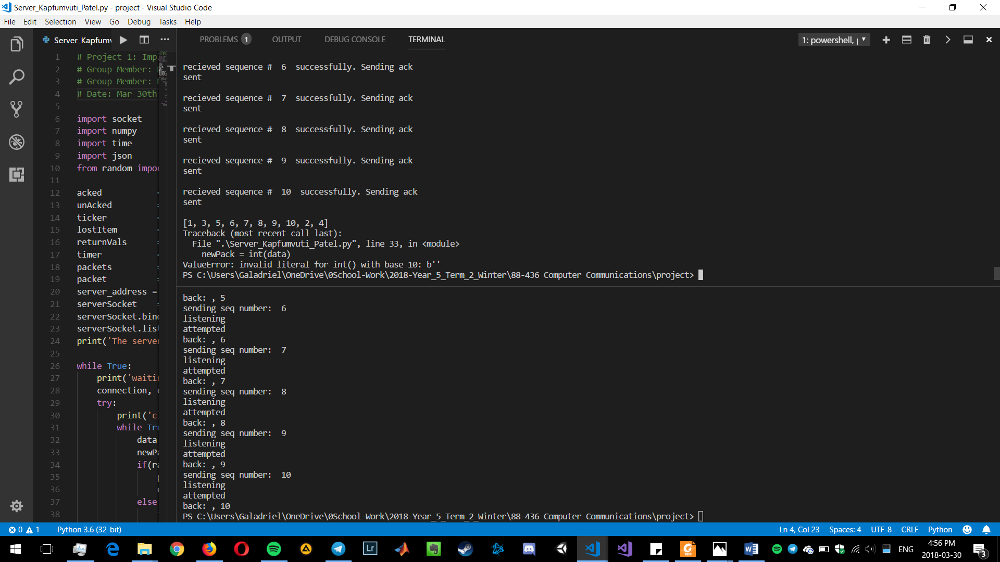 Server_Kapfumvuti_Patel.py - project - Visual Studio Code
File Edit Selection View Go Debug Tasks Help
Server_Kapfumv
PROBLEMS 1 OUTPUT DEBUG CONSOLE TERMINAL
1: powershell,
1 # Project 1: Imp
2 # Group Member:
3 # Group Member:
4 # Date: Mar 30th
5
6 import socket
7 import numpy
8 import time
9 import json
10 from random impor
11
12 acked =
13 unAcked =
14 ticker =
15 lostItem =
16 returnVals =
17 timer =
18 packets =
19 packet =
20 server_address =
21 serverSocket =
22 serverSocket.bind
23 serverSocket.list
24 print('The server
25
26 while True:
27 print('waitin
28 connection,
29 try:
30 print('cl
31 while Tru
32 data
33 newPa
34 if(ra
35
36
37 else
38
recieved sequence # 6 successfully. Sending ack
sent
recieved sequence # 7 successfully. Sending ack
sent
recieved sequence # 8 successfully. Sending ack
sent
recieved sequence # 9 successfully. Sending ack
sent
recieved sequence # 10 successfully. Sending ack
sent
[1, 3, 5, 6, 7, 8, 9, 10, 2, 4]
Traceback (most recent call last):
File ".\Server_Kapfumvuti_Patel.py", line 33, in <module>
newPack = int(data)
ValueError: invalid literal for int() with base 10: b''
PS C:\Users\Galadriel\OneDrive\0School-Work\2018-Year_5_Term_2_Winter\88-436 Computer Communications\project>
back: , 5
sending seq number: 6
listening
attempted
back: , 6
sending seq number: 7
listening
attempted
back: , 7
sending seq number: 8
listening
attempted
back: , 8
sending seq number: 9
listening
attempted
back: , 9
sending seq number: 10
listening
attempted
back: , 10
PS C:\Users\Galadriel\OneDrive\0School-Work\2018-Year_5_Term_2_Winter\88-436 Computer Communications\project>
0 1 Python 3.6 (32-bit)
Ln 4, Col 23 Spaces: 4 UTF-8 CRLF Python
Lr
ENG
4:56 PM
2018-03-30
3